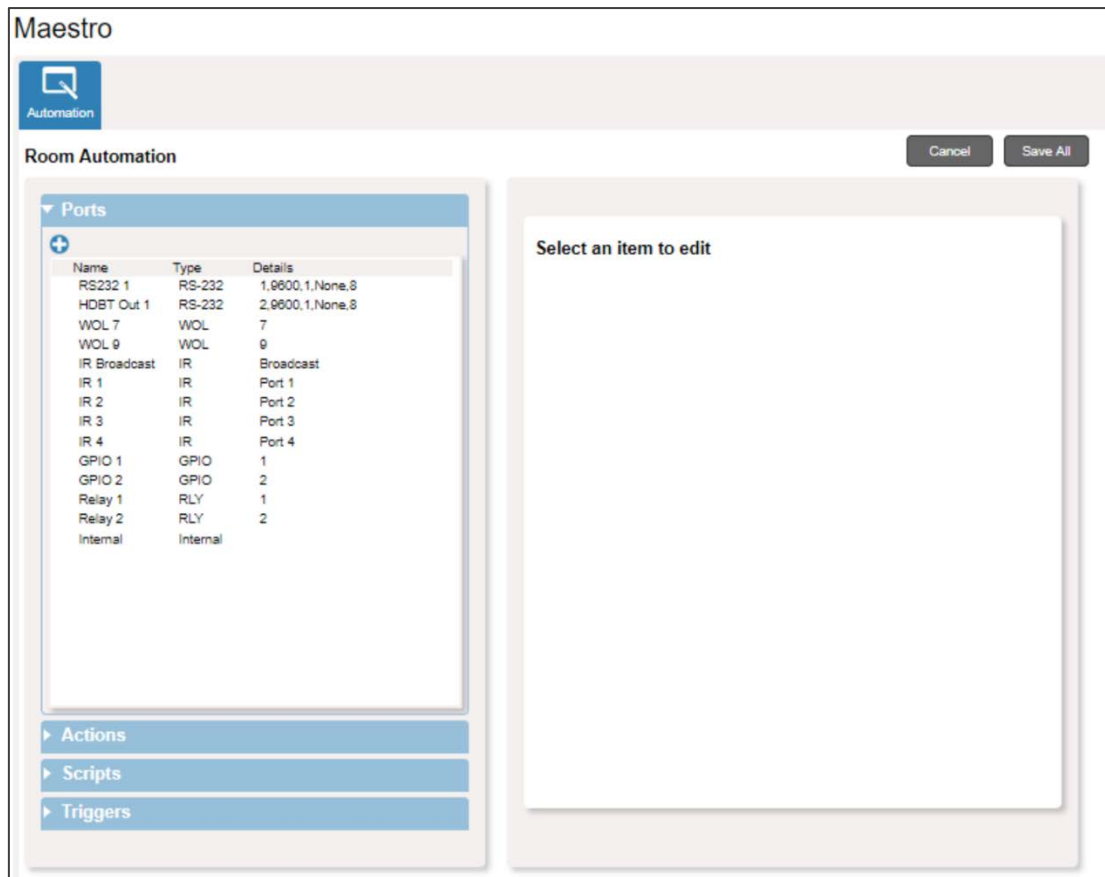 Maestro
Automation
Room Automation
Cancel
Save All
Ports
Name Type Details
RS232 1 RS-232 1,9600,1,None,8
HDBT Out 1 RS-232 2,9600,1,None,8
WOL 7 WOL 7
WOL 9 WOL 9
IR Broadcast IR Broadcast
IR 1 IR Port 1
IR 2 IR Port 2
IR 3 IR Port 3
IR 4 IR Port 4
GPIO 1 GPIO 1
GPIO 2 GPIO 2
Relay 1 RLY 1
Relay 2 RLY 2
Internal Internal
Actions
Scripts
Triggers
Select an item to edit